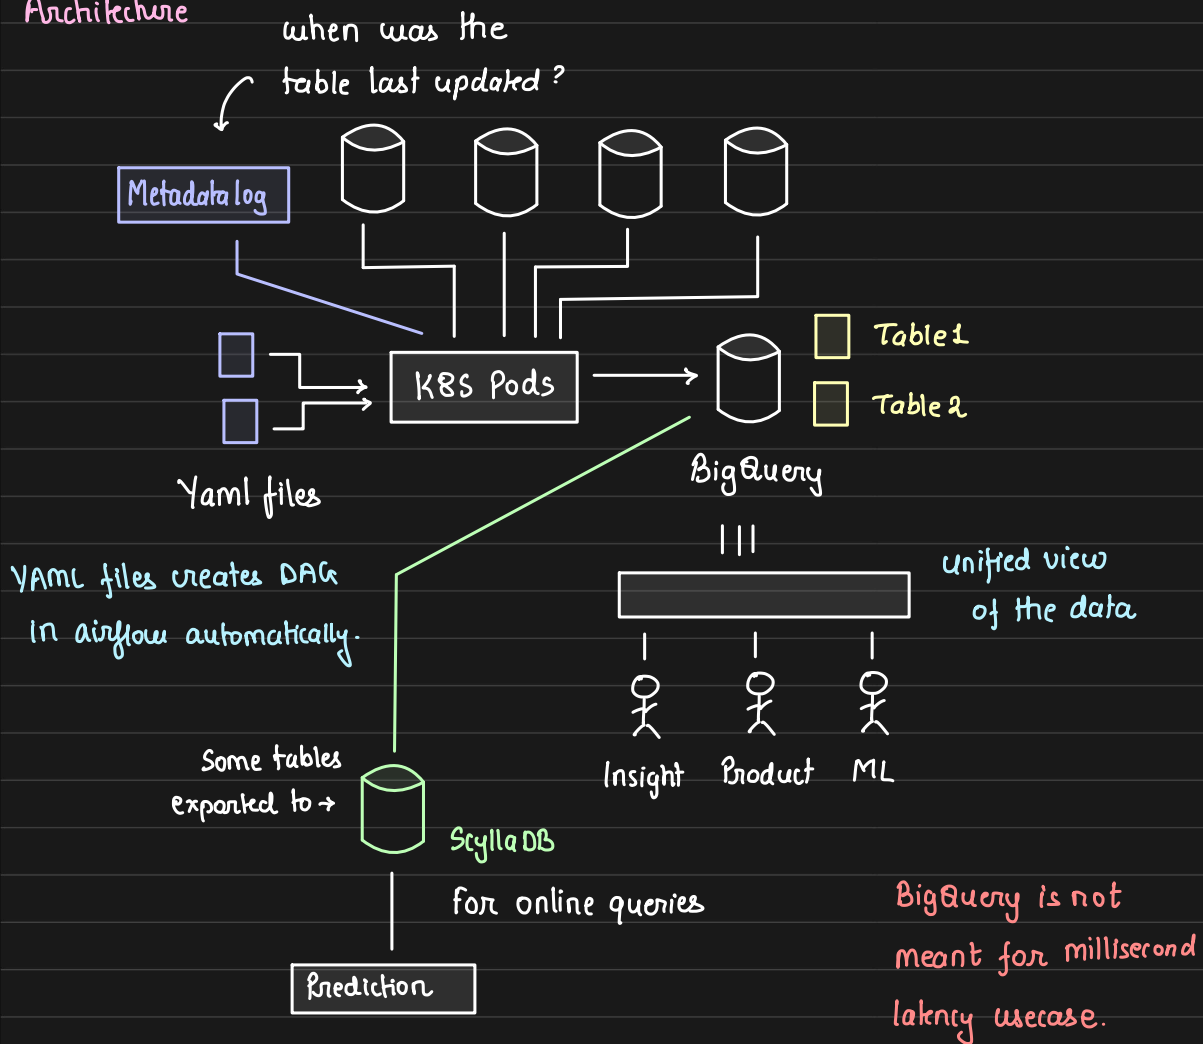 Architecture
when was the
table last updated?
Metadata log
K8S Pods
Table 1
Table 2
BigQuery
Yaml files
YAML files creates DAG
in airflow automatically.
unified view
of the data
Insight
Product
ML
Some tables
exported to →
ScyllaDB
for online queries
Prediction
BigQuery is not
meant for millisecond
latency usecase.